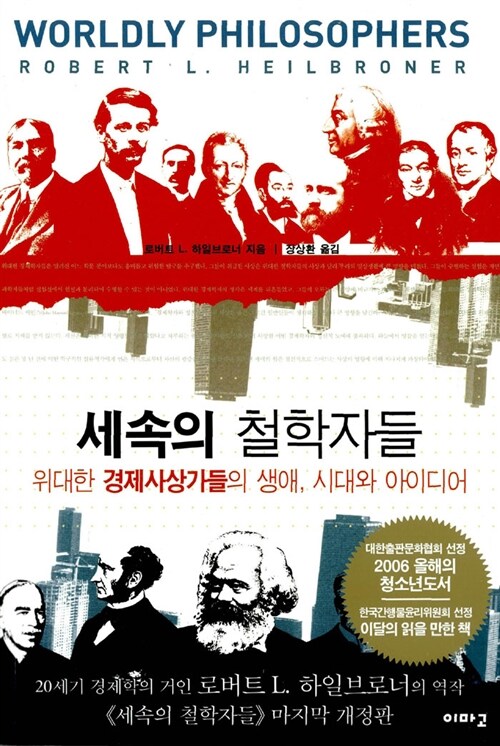 WORLDLY PHILOSOPHERS
ROBERT L. HEILBRONER
로버트 L. 하일브로너 지음 | 장상환 옮김
세속의 철학자들
위대한 경제사상가들의 생애, 시대와 아이디어
대한출판문화협회 선정
2006 올해의
청소년도서
한국간행물윤리위원회 선정
이달의 읽을 만한 책
20세기 경제학의 거인 로버트 L. 하일브로너의 역작
《세속의 철학자들》 마지막 개정판
이마고